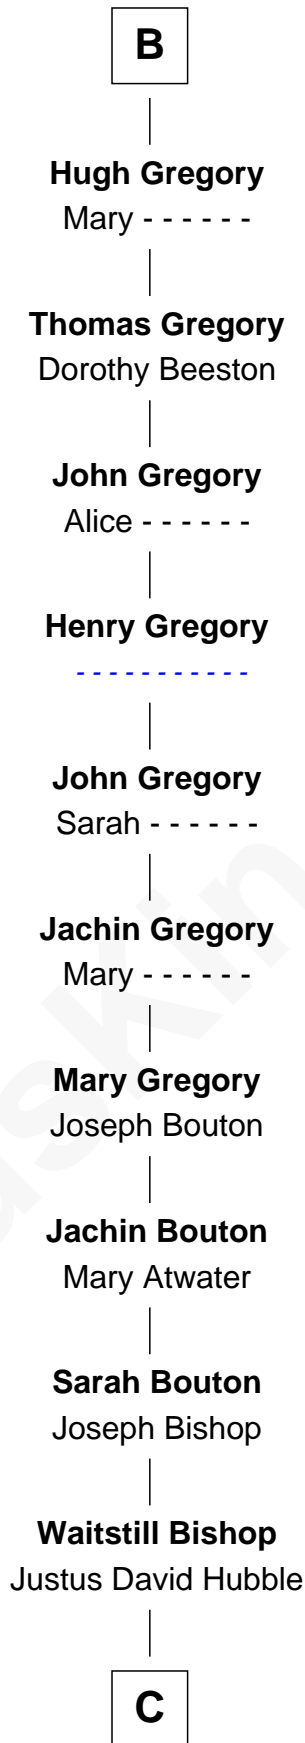 B
Hugh Gregory
Mary - - - - - -
Thomas Gregory
Dorothy Beeston
John Gregory
Alice - - - - - -
Henry Gregory
- - - - - - - - - - -
John Gregory
Sarah - - - - - -
Jachin Gregory
Mary - - - - - -
Mary Gregory
Joseph Bouton
Jachin Bouton
Mary Atwater
Sarah Bouton
Joseph Bishop
Waitstill Bishop
Justus David Hubble
C